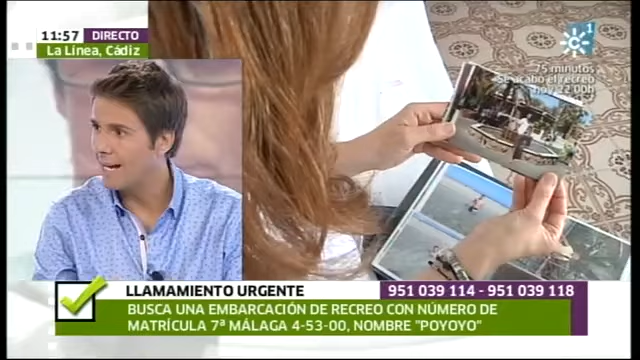 11:57 DIRECTO
La Línea, Cádiz
1
75 minutos
Se acabó el recreo
hoy 22:00h
LLAMAMIENTO URGENTE
951 039 114 - 951 039 118
BUSCA UNA EMBARCACIÓN DE RECREO CON NÚMERO DE
MATRÍCULA 7ª MÁLAGA 4-53-00, NOMBRE "POYOYO"